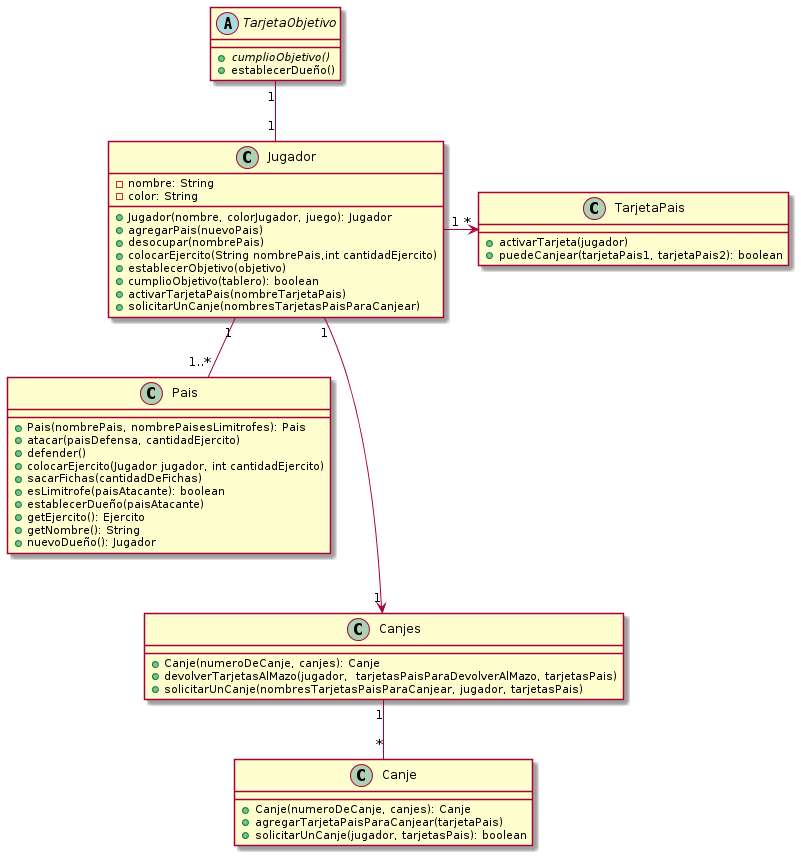 A TarjetaObjetivo
cumplioObjetivo()
establecerDueño()
1
1
C Jugador
nombre: String
color: String
Jugador(nombre, colorJugador, juego): Jugador
agregarPais(nuevoPais)
desocupar(nombrePais)
colocarEjercito(String nombrePais,int cantidadEjercito)
establecerObjetivo(objetivo)
cumplioObjetivo(tablero): boolean
activarTarjetaPais(nombreTarjetaPais)
solicitarUnCanje(nombresTarjetasPaisParaCanjear)
1 *
C TarjetaPais
activarTarjeta(jugador)
puedeCanjear(tarjetaPais1, tarjetaPais2): boolean
1
1
1..*
C Pais
Pais(nombrePais, nombrePaisesLimitrofes): Pais
atacar(paisDefensa, cantidadEjercito)
defender()
colocarEjercito(Jugador jugador, int cantidadEjercito)
sacarFichas(cantidadDeFichas)
esLimitrofe(paisAtacante): boolean
establecerDueño(paisAtacante)
getEjercito(): Ejercito
getNombre(): String
nuevoDueño(): Jugador
1
C Canjes
Canje(numeroDeCanje, canjes): Canje
devolverTarjetasAlMazo(jugador,  tarjetasPaisParaDevolverAlMazo, tarjetasPais)
solicitarUnCanje(nombresTarjetasPaisParaCanjear, jugador, tarjetasPais)
1
*
C Canje
Canje(numeroDeCanje, canjes): Canje
agregarTarjetaPaisParaCanjear(tarjetaPais)
solicitarUnCanje(jugador, tarjetasPais): boolean